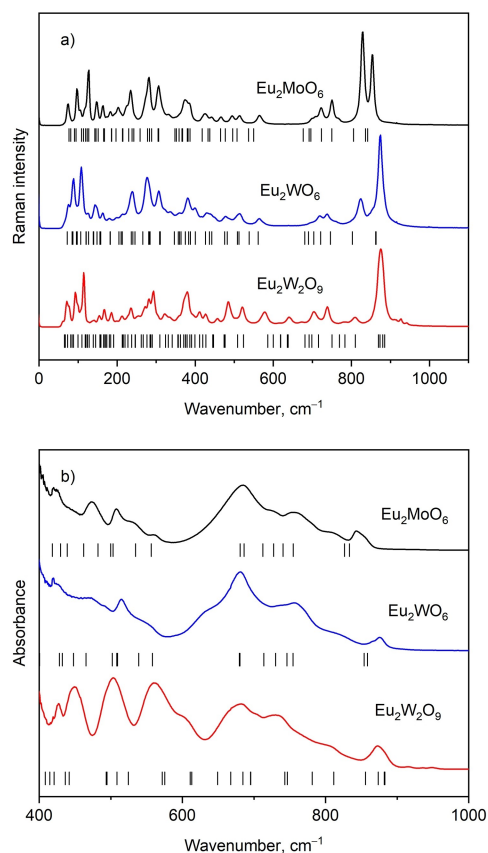 a)
Eu₂MoO₆
Eu₂WO₆
Eu₂W₂O₉
Raman intensity
0 200 400 600 800 1000
Wavenumber, cm⁻¹
b)
Eu₂MoO₆
Eu₂WO₆
Eu₂W₂O₉
Absorbance
400 600 800 1000
Wavenumber, cm⁻¹